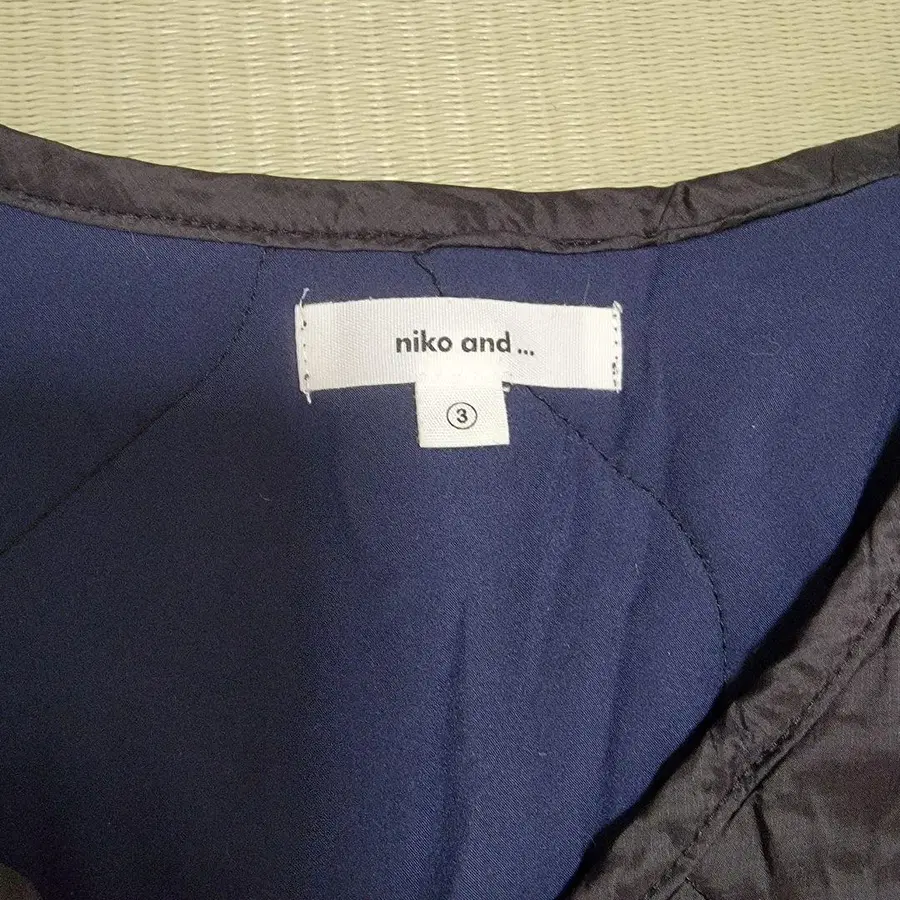 niko and ...
③